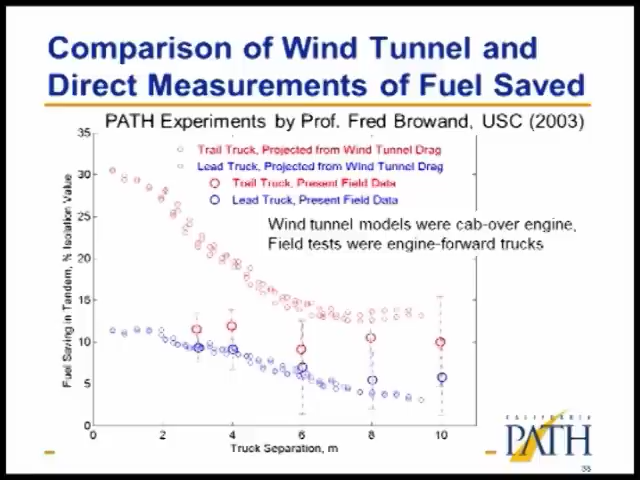 Comparison of Wind Tunnel and
Direct Measurements of Fuel Saved
PATH Experiments by Prof. Fred Browand, USC (2003)
Trail Truck, Projected from Wind Tunnel Drag
Lead Truck, Projected from Wind Tunnel Drag
Trail Truck, Present Field Data
Lead Truck, Present Field Data
Wind tunnel models were cab-over engine,
Field tests were engine-forward trucks
Fuel Saving in Tandem, % Isolation Value
35
30
25
20
15
10
5
0
0 2 4 6 8 10
Truck Separation, m
CALIFORNIA
PATH